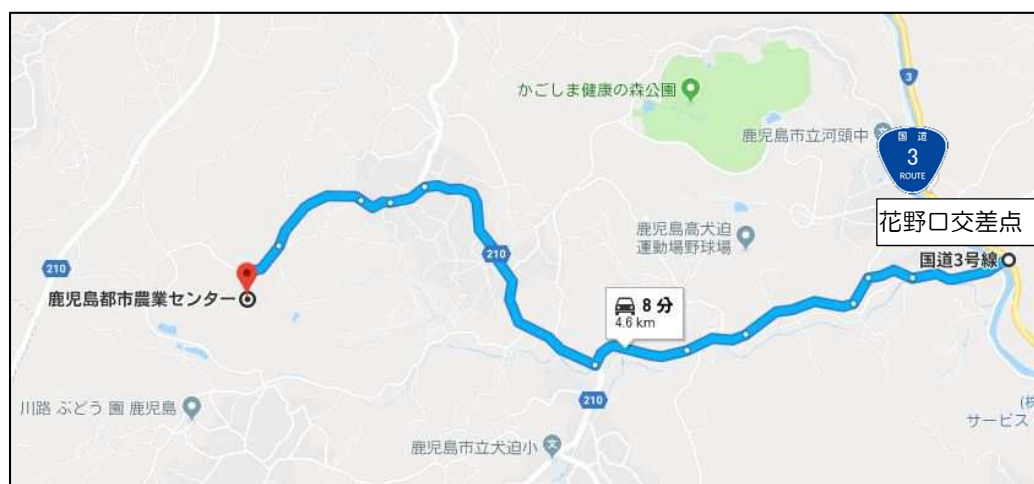 3
かごしま健康の森公園
鹿児島市立河頭中
文
国道
3
ROUTE
花野口交差点
鹿児島高犬迫
運動場野球場
210
国道3号線
210
鹿児島都市農業センター
8 分
4.6 km
210
川路 ぶどう 園 鹿児島
(株
サービス
鹿児島市立犬迫小
文